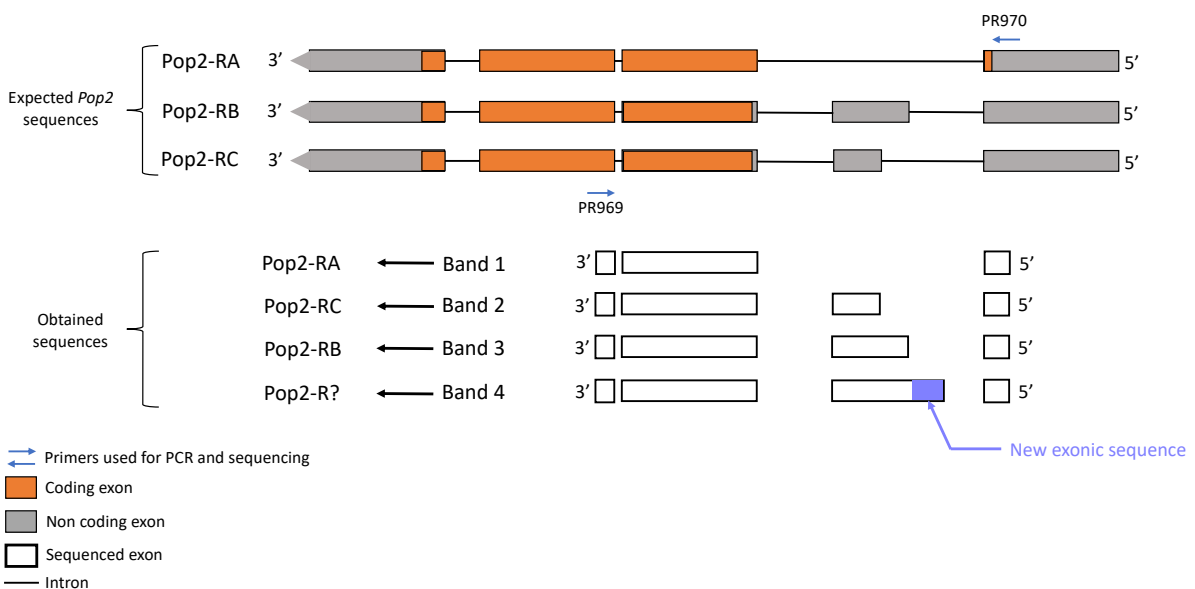 PR970
Pop2-RA 3’ 5’
Expected Pop2
sequences
Pop2-RB 3’ 5’
Pop2-RC 3’ 5’
PR969
Pop2-RA Band 1 3’ 5’
Pop2-RC Band 2 3’ 5’
Obtained
sequences
Pop2-RB Band 3 3’ 5’
Pop2-R? Band 4 3’ 5’
New exonic sequence
Primers used for PCR and sequencing
Coding exon
Non coding exon
Sequenced exon
Intron